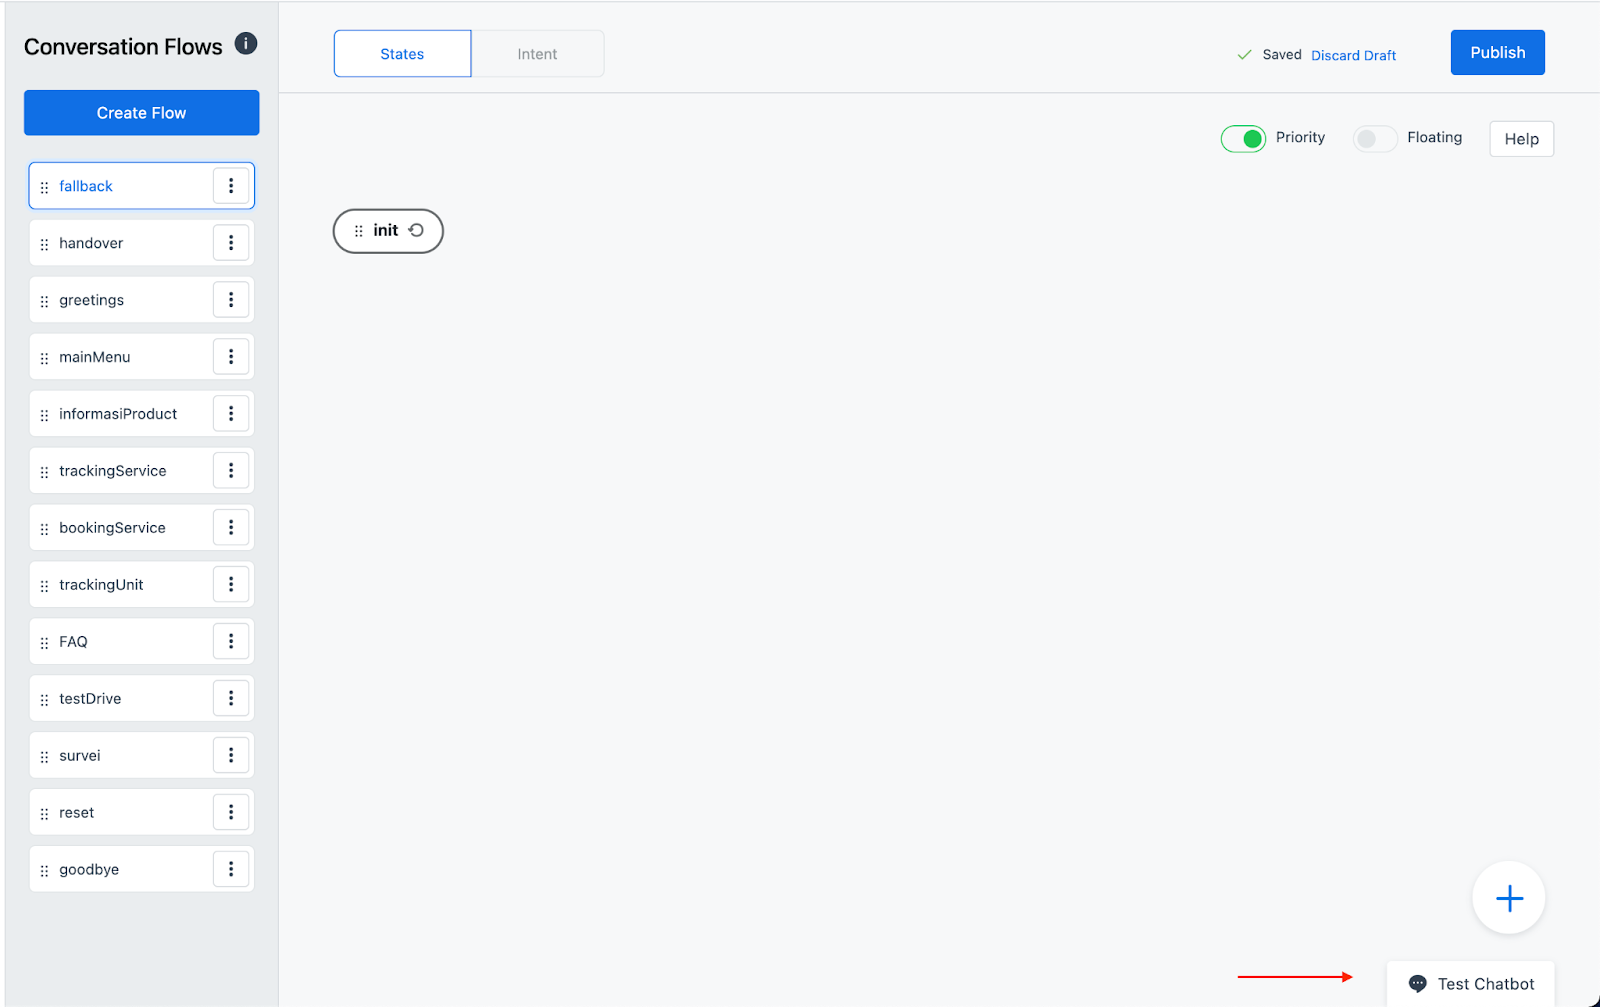 Conversation Flows
Create Flow
fallback
handover
greetings
mainMenu
informasiProduct
trackingService
bookingService
trackingUnit
FAQ
testDrive
survei
reset
goodbye
States
Intent
Saved
Discard Draft
Publish
Priority
Floating
Help
init
Test Chatbot